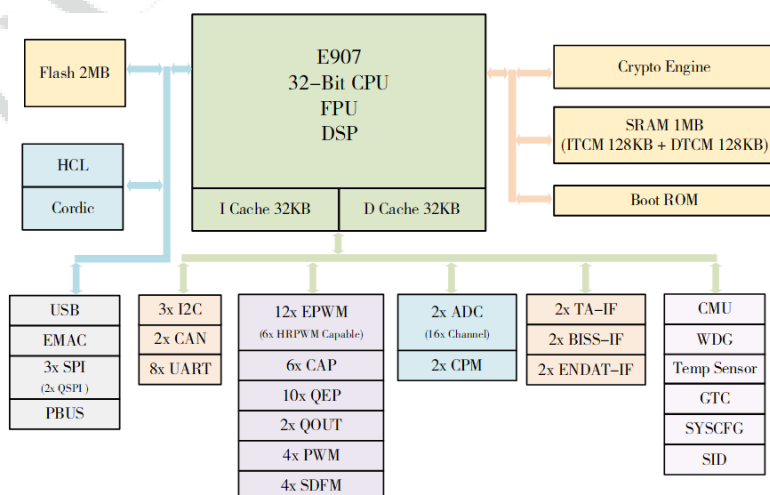 E907
32-Bit CPU
FPU
DSP
I Cache 32KB
D Cache 32KB
Flash 2MB
HCL
Cordic
Crypto Engine
SRAM 1MB
(ITCM 128KB + DTCM 128KB)
Boot ROM
USB
EMAC
3x SPI
(2x QSPI )
PBUS
3x I2C
2x CAN
8x UART
12x EPWM
(6x HRPWM Capable)
6x CAP
10x QEP
2x QOUT
4x PWM
4x SDFM
2x ADC
(16x Channel)
2x CPM
2x TA-IF
2x BISS-IF
2x ENDAT-IF
CMU
WDG
Temp Sensor
GTC
SYSCFG
SID